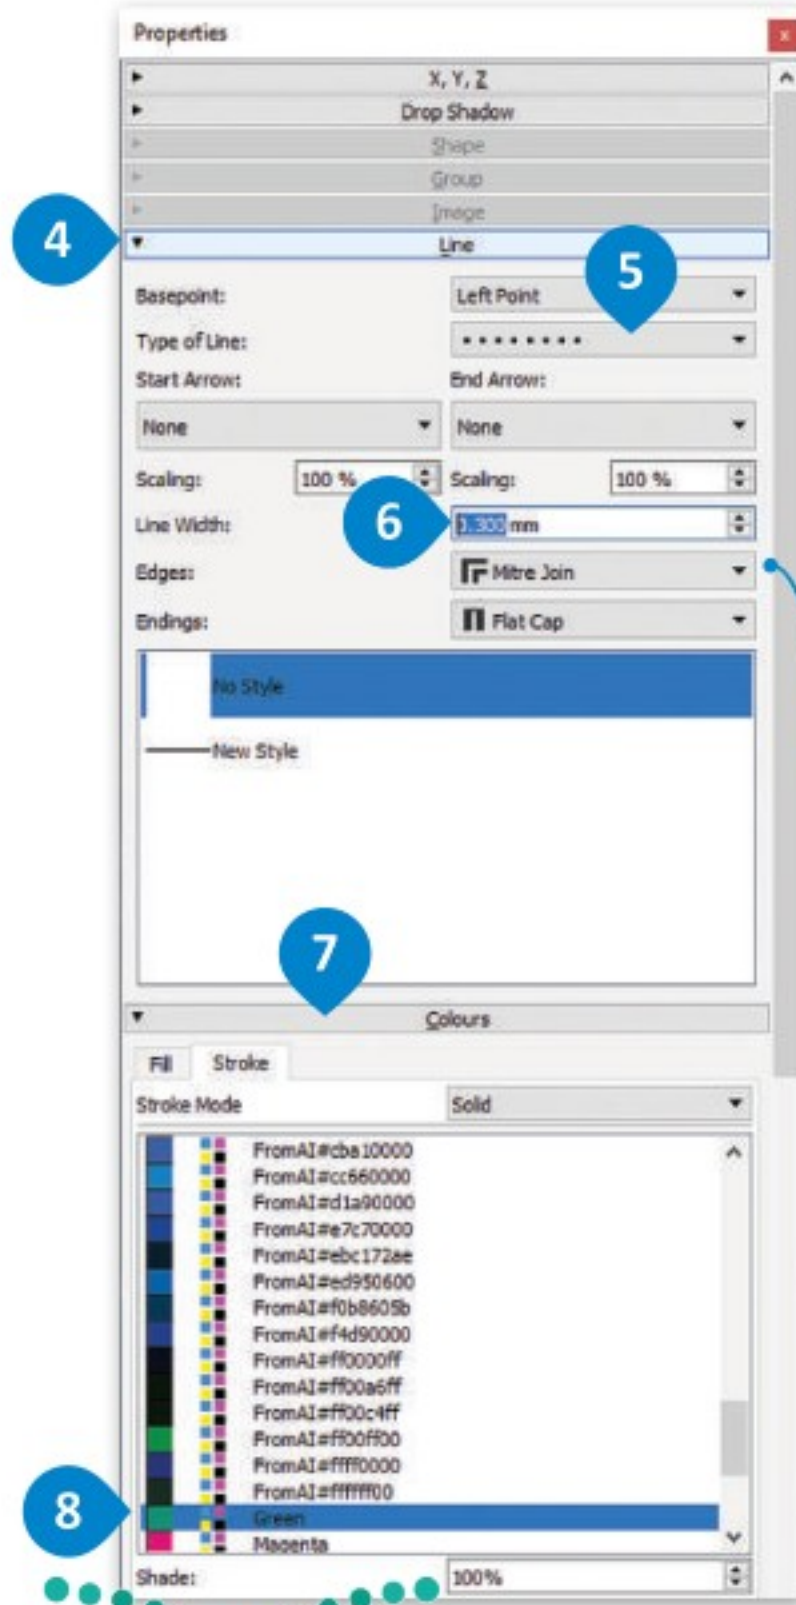 Properties
x
X, Y, Z
Drop Shadow
Shape
Group
Image
4
Line
5
Basepoint: Left Point
Type of Line:
Start Arrow: End Arrow:
None None
Scaling: 100 % Scaling: 100 %
6
Line Width: 1.300 mm
Edges: Mitre Join
Endings: Flat Cap
No Style
New Style
7
Colours
Fill Stroke
Stroke Mode Solid
FromAI#cba10000
FromAI#cc660000
FromAI#d1a90000
FromAI#e7c70000
FromAI#ebc172ae
FromAI#ed950600
FromAI#f0b8605b
FromAI#f4d90000
FromAI#ff0000ff
FromAI#ff00a6ff
FromAI#ff00c4ff
FromAI#ff00ff00
FromAI#ffff0000
FromAI#ffffff00
8
Green
Magenta
Shade: 100%